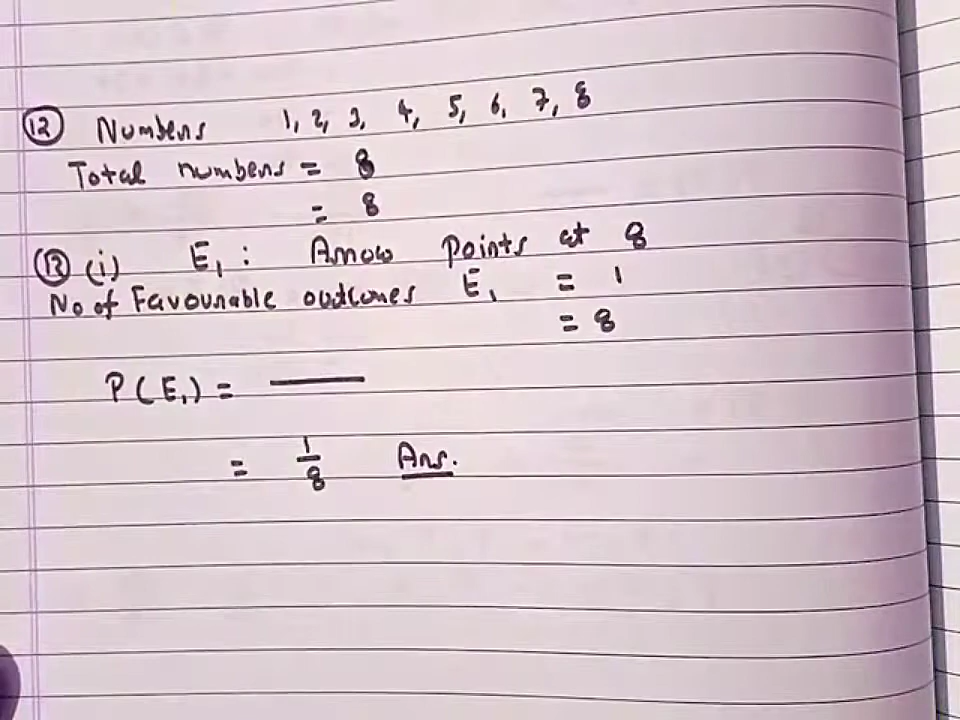 12 Numbers 1, 2, 3, 4, 5, 6, 7, 8
Total numbers = 8
= 8
13 (i) E₁ : Arrow Points at 8
No of Favourable outcomes E₁ = 1
= 8
P(E₁) =
= 1/8 Ans.